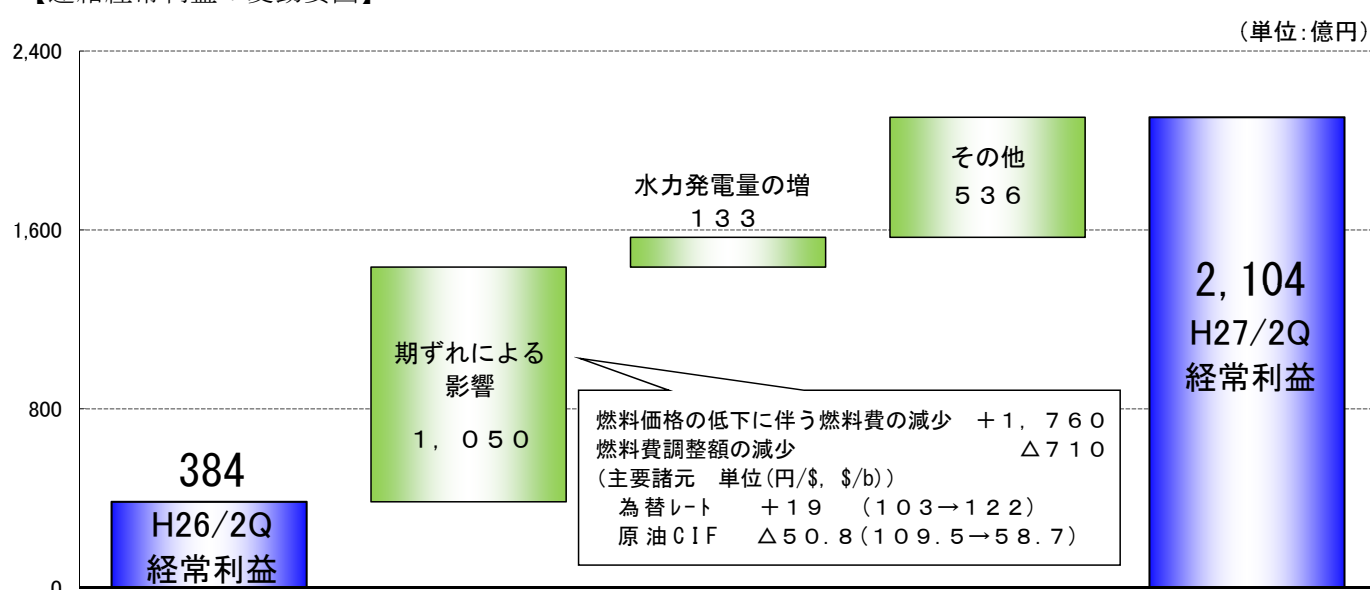 【連結経常利益の変動要因】
(単位:億円)
2,400
1,600
800
0
384
H26/2Q
経常利益
期ずれによる
影響
1,050
水力発電量の増
133
その他
536
2,104
H27/2Q
経常利益
燃料価格の低下に伴う燃料費の減少 +1,760
燃料費調整額の減少 △710
(主要諸元 単位(円/$, $/b))
為替レート +19 (103→122)
原油CIF △50.8(109.5→58.7)